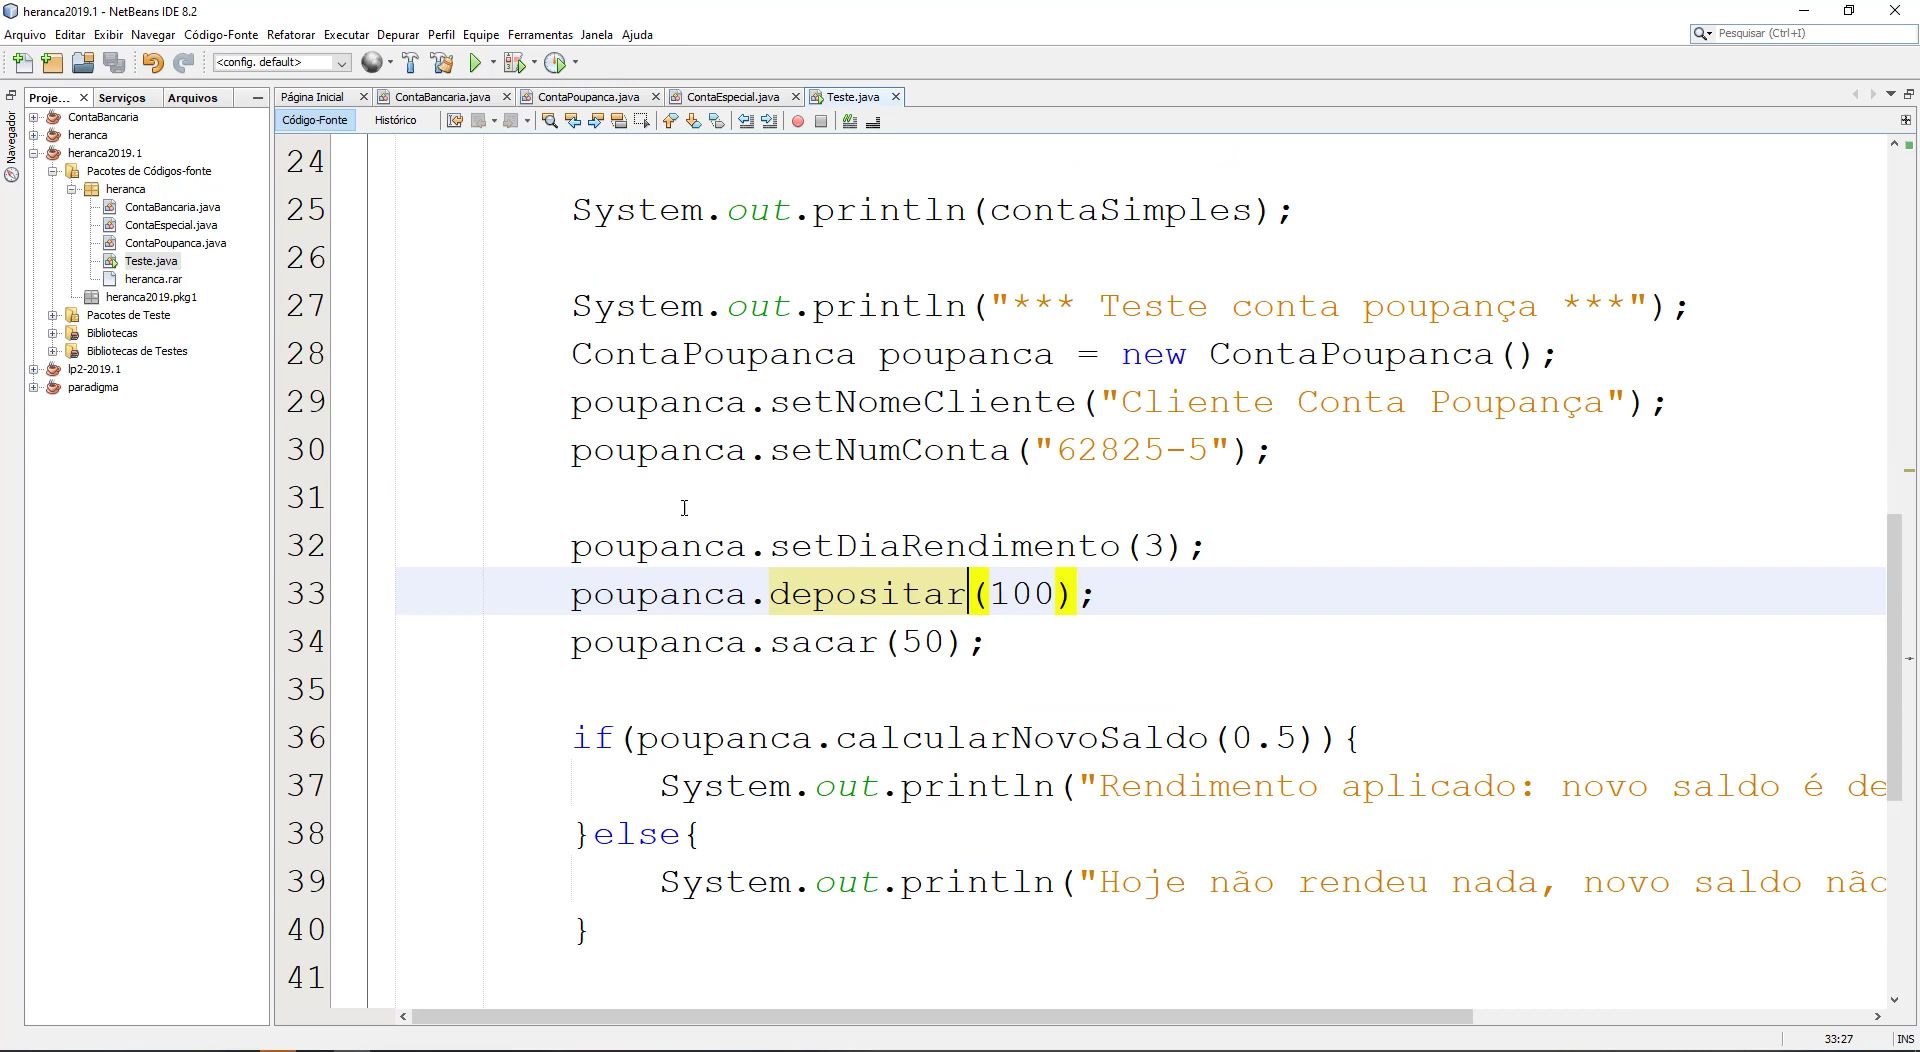 heranca2019.1 - NetBeans IDE 8.2
Arquivo Editar Exibir Navegar Código-Fonte Refatorar Executar Depurar Perfil Equipe Ferramentas Janela Ajuda
Pesquisar (Ctrl+I)
<config. default>
Proje... Serviços Arquivos
Página Inicial ContaBancaria.java ContaPoupanca.java ContaEspecial.java Teste.java
Código-Fonte Histórico
Navegador
ContaBancaria
heranca
heranca2019.1
Pacotes de Códigos-fonte
heranca
ContaBancaria.java
ContaEspecial.java
ContaPoupanca.java
Teste.java
heranca.rar
heranca2019.pkg1
Pacotes de Teste
Bibliotecas
Bibliotecas de Testes
lp2-2019.1
paradigma
24
25 System.out.println(contaSimples);
26
27 System.out.println("*** Teste conta poupança ***");
28 ContaPoupanca poupanca = new ContaPoupanca();
29 poupanca.setNomeCliente("Cliente Conta Poupança");
30 poupanca.setNumConta("62825-5");
31
32 poupanca.setDiaRendimento(3);
33 poupanca.depositar(100);
34 poupanca.sacar(50);
35
36 if(poupanca.calcularNovoSaldo(0.5)){
37 System.out.println("Rendimento aplicado: novo saldo é de
38 }else{
39 System.out.println("Hoje não rendeu nada, novo saldo não
40 }
41
33:27 INS